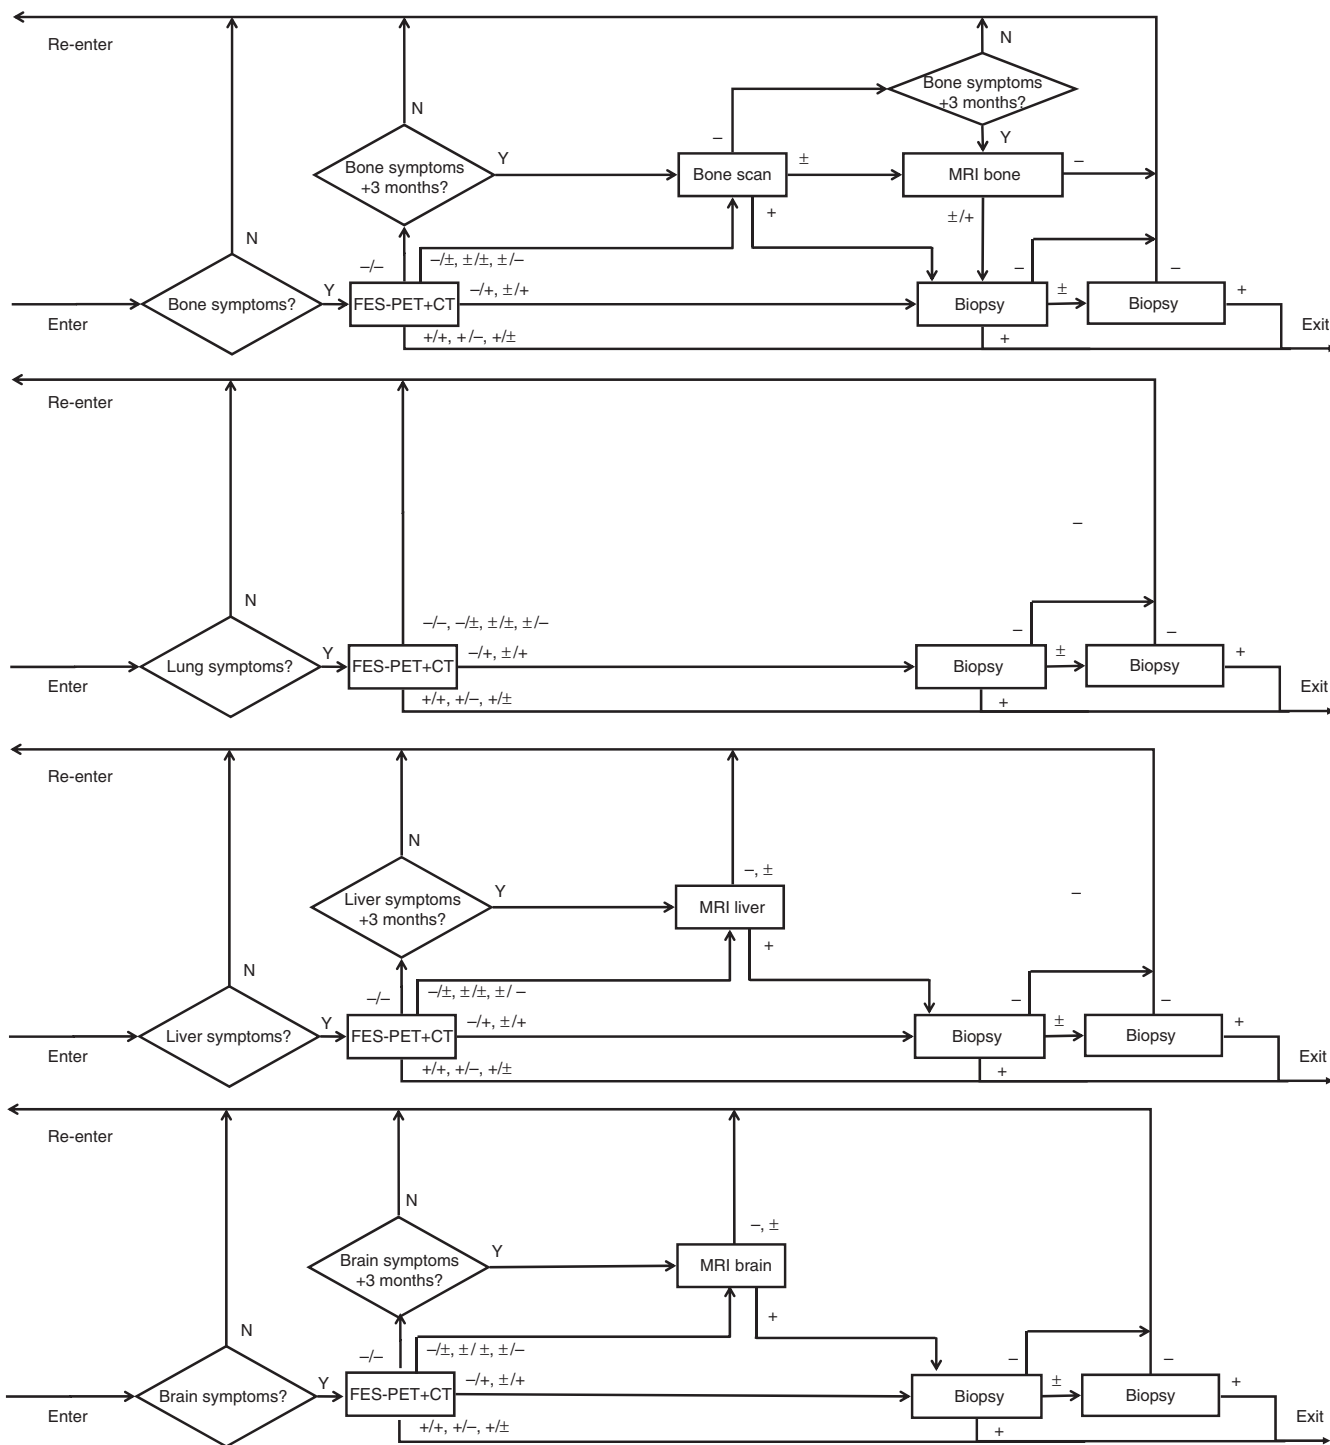 Re-enter
N
N
Bone symptoms
+3 months?
–
N
Bone symptoms
+3 months?
Y
Y
Bone scan
±
MRI bone
–
+
±/+
N
–/–
–/±, ±/±, ±/–
–
–
Enter
Bone symptoms?
Y
FES-PET+CT
–/+, ±/+
Biopsy
±
Biopsy
+
+/+, +/–, +/±
+
Exit
Re-enter
–
N
–/–, –/±, ±/±, ±/–
–
–
Enter
Lung symptoms?
Y
FES-PET+CT
–/+, ±/+
Biopsy
±
Biopsy
+
+/+, +/–, +/±
+
Exit
Re-enter
N
–, ±
Liver symptoms
+3 months?
Y
MRI liver
–
+
N
–/–
–/±, ±/±, ±/–
–
–
Enter
Liver symptoms?
Y
FES-PET+CT
–/+, ±/+
Biopsy
±
Biopsy
+
+/+, +/–, +/±
+
Exit
Re-enter
N
–, ±
Brain symptoms
+3 months?
Y
MRI brain
+
N
–/–
–/±, ±/±, ±/–
–
–
Enter
Brain symptoms?
Y
FES-PET+CT
–/+, ±/+
Biopsy
±
Biopsy
+
+/+, +/–, +/±
+
Exit